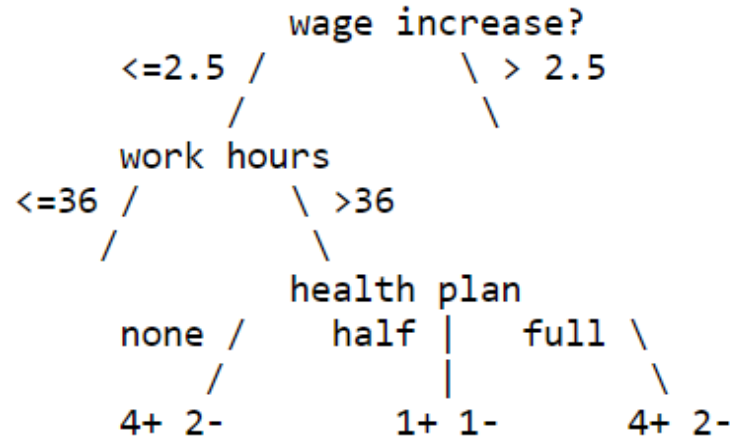 wage increase?
<=2.5 / \ > 2.5
/ \
work hours
<=36 / \ >36
/ \
health plan
none / half | full \
/ | \
4+ 2- 1+ 1- 4+ 2-